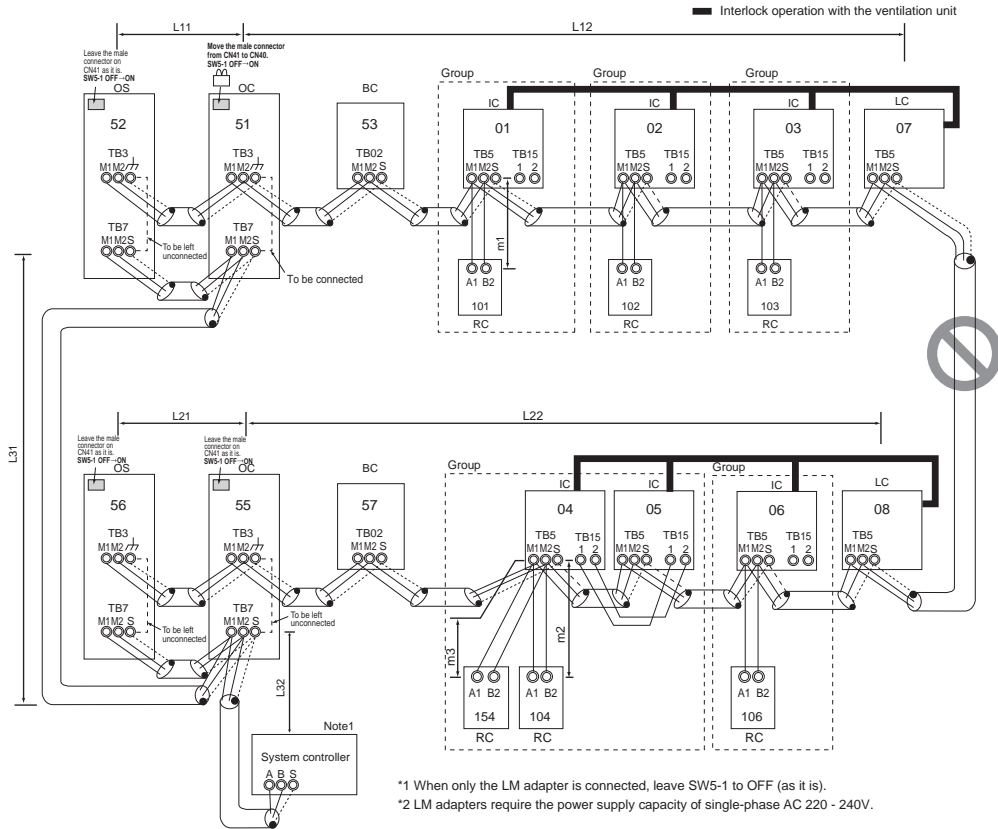 Interlock operation with the ventilation unit
L11
L12
Leave the male
connector on
CN41 as it is.
SW5-1 OFF→ON
Move the male connector
from CN41 to CN40.
SW5-1 OFF→ON
OS
OC
BC
Group
Group
Group
IC
IC
IC
LC
52
51
53
01
02
03
07
TB3
TB3
TB02
TB5
TB15
TB5
TB15
TB5
TB15
TB5
M1M2
M1M2
M1M2 S
M1M2S
1 2
M1M2S
1 2
M1M2S
1 2
M1M2 S
TB7
TB7
M1M2S
M1M2S
To be left
unconnected
To be connected
m1
A1 B2
A1 B2
A1 B2
101
102
103
RC
RC
RC
L31
L21
L22
Leave the male
connector on
CN41 as it is.
SW5-1 OFF→ON
Leave the male
connector on
CN41 as it is.
SW5-1 OFF→ON
OS
OC
BC
Group
Group
IC
IC
IC
LC
56
55
57
04
05
06
08
TB3
TB3
TB02
TB5
TB15
TB5
TB15
TB5
TB15
TB5
M1M2
M1M2
M1M2 S
M1M2S
1 2
M1M2S
1 2
M1M2S
1 2
M1M2 S
TB7
TB7
M1M2 S
M1M2 S
To be left
unconnected
To be left
unconnected
m3
m2
L32
A1 B2
A1 B2
A1 B2
154
104
106
RC
RC
RC
Note1
System controller
A B S
*1 When only the LM adapter is connected, leave SW5-1 to OFF (as it is).
*2 LM adapters require the power supply capacity of single-phase AC 220 - 240V.